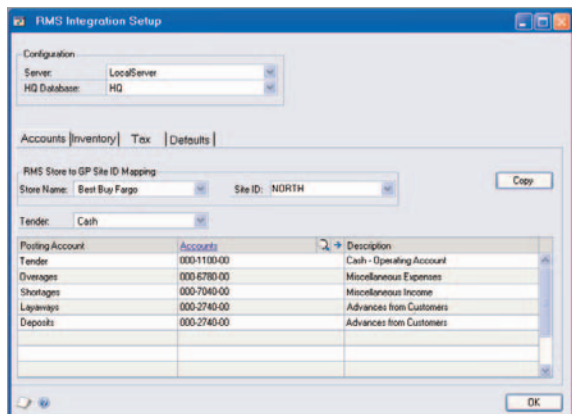 RMS Integration Setup
Configuration
Server: LocalServer
HQ Database: HQ
Accounts Inventory Tax Defaults
RMS Store to GP Site ID Mapping
Store Name: Best Buy Fargo Site ID: NORTH Copy
Tender: Cash
Posting Account Accounts Description
Tender 000-1100-00 Cash - Operating Account
Overages 000-6780-00 Miscellaneous Expenses
Shortages 000-7040-00 Miscellaneous Income
Layaways 000-2740-00 Advances from Customers
Deposits 000-2740-00 Advances from Customers
OK